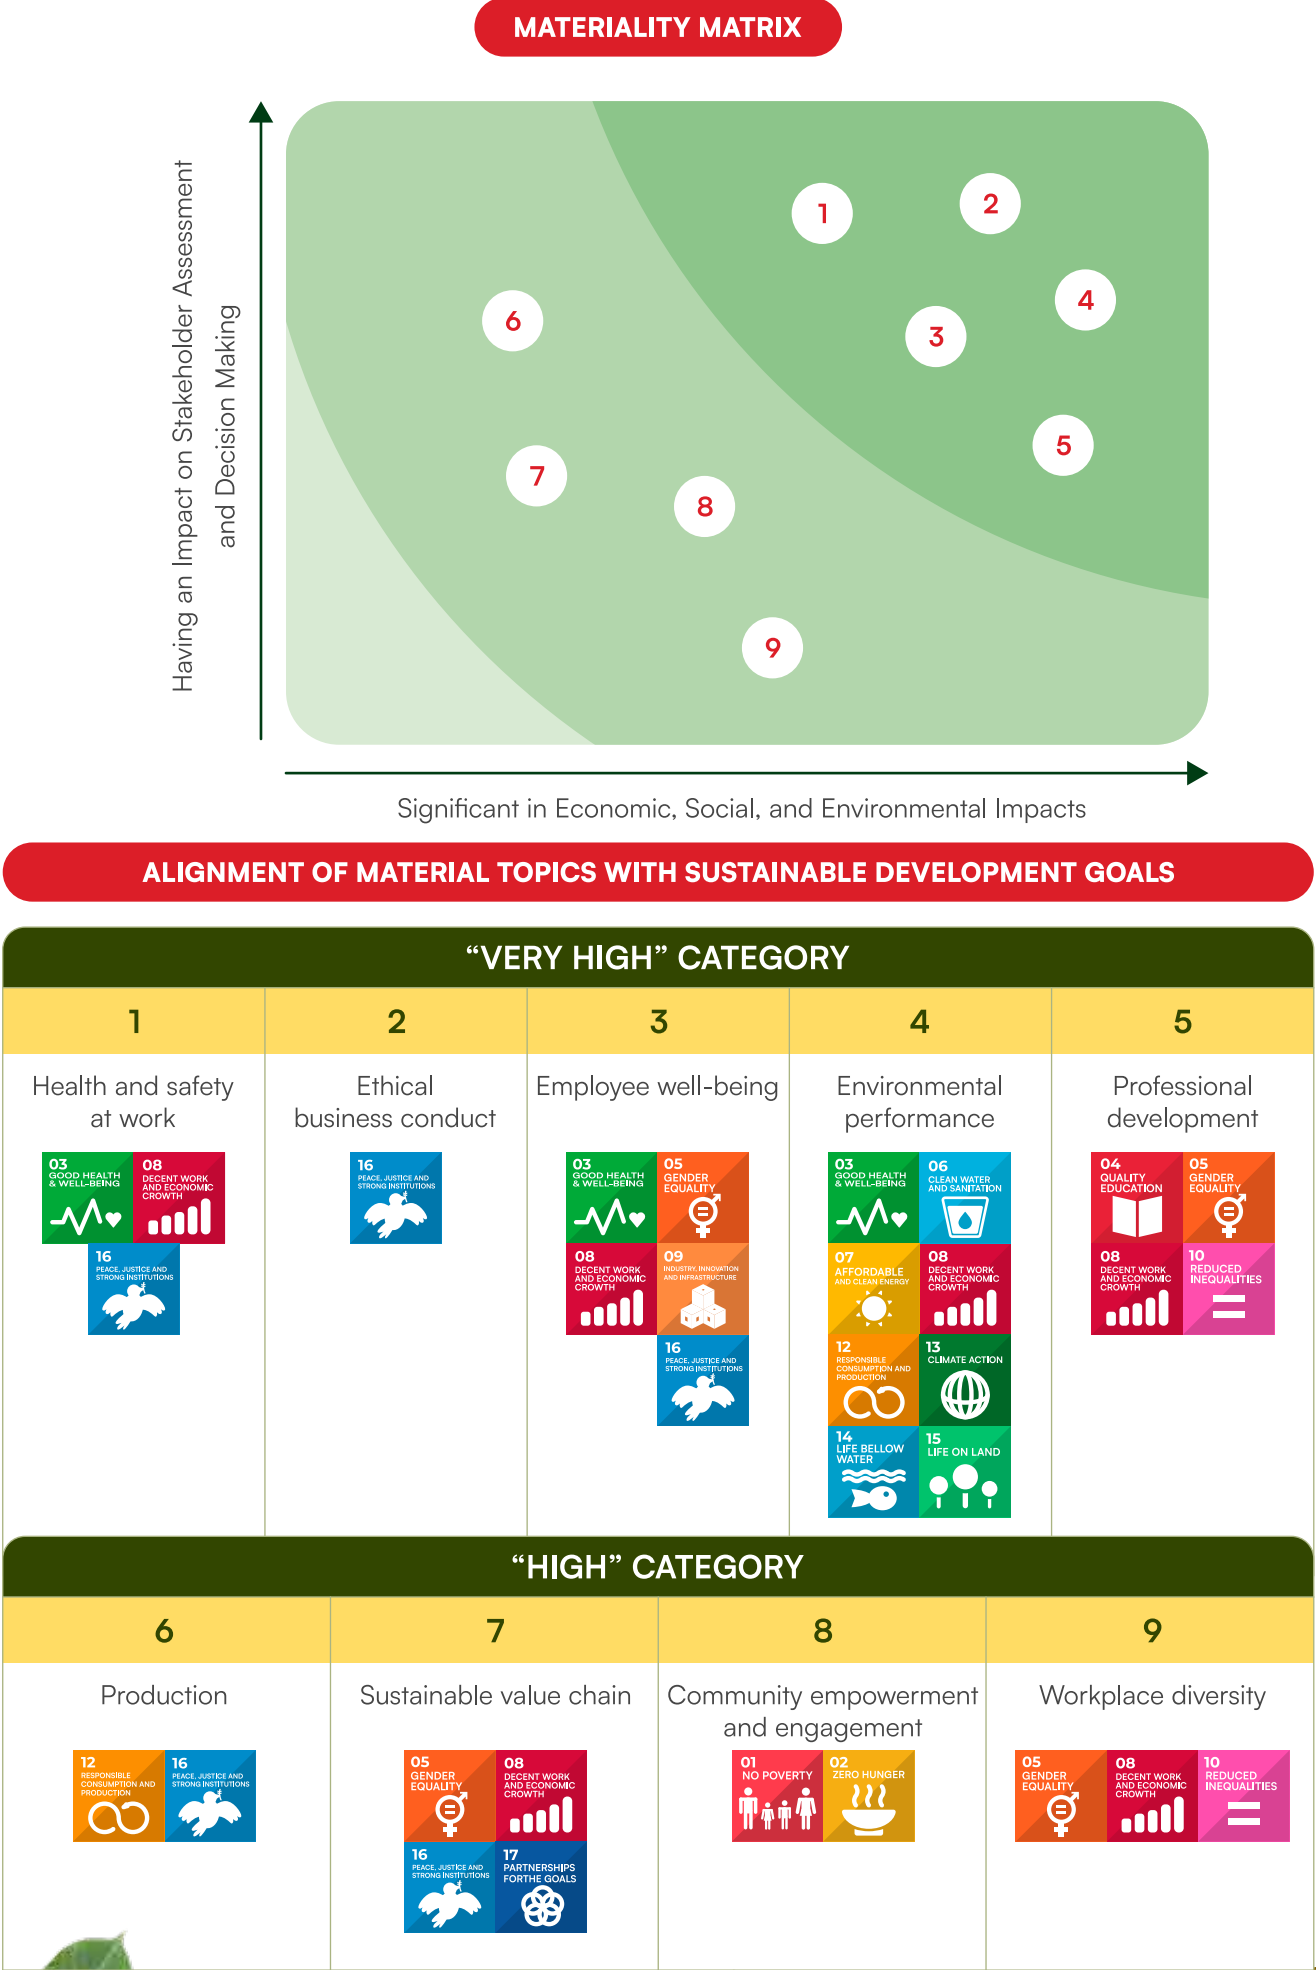 MATERIALITY MATRIX
Having an Impact on Stakeholder Assessment
and Decision Making
1
2
4
3
6
5
7
8
9
Significant in Economic, Social, and Environmental Impacts
ALIGNMENT OF MATERIAL TOPICS WITH SUSTAINABLE DEVELOPMENT GOALS
“VERY HIGH” CATEGORY
1
2
3
4
5
Health and safety
at work
03
GOOD HEALTH
& WELL-BEING
08
DECENT WORK
AND ECONOMIC
GROWTH
16
PEACE, JUSTICE AND
STRONG INSTITUTIONS
Ethical
business conduct
16
PEACE, JUSTICE AND
STRONG INSTITUTIONS
Employee well-being
03
GOOD HEALTH
& WELL-BEING
05
GENDER
EQUALITY
08
DECENT WORK
AND ECONOMIC
GROWTH
09
INDUSTRY, INNOVATION
AND INFRASTRUCTURE
16
PEACE, JUSTICE AND
STRONG INSTITUTIONS
Environmental
performance
03
GOOD HEALTH
& WELL-BEING
06
CLEAN WATER
AND SANITATION
07
AFFORDABLE
AND CLEAN ENERGY
08
DECENT WORK
AND ECONOMIC
GROWTH
12
RESPONSIBLE
CONSUMPTION AND
PRODUCTION
13
CLIMATE ACTION
14
LIFE BELLOW
WATER
15
LIFE ON LAND
Professional
development
04
QUALITY
EDUCATION
05
GENDER
EQUALITY
08
DECENT WORK
AND ECONOMIC
GROWTH
10
REDUCED
INEQUALITIES
“HIGH” CATEGORY
6
7
8
9
Production
12
RESPONSIBLE
CONSUMPTION AND
PRODUCTION
16
PEACE, JUSTICE AND
STRONG INSTITUTIONS
Sustainable value chain
05
GENDER
EQUALITY
08
DECENT WORK
AND ECONOMIC
GROWTH
16
PEACE, JUSTICE AND
STRONG INSTITUTIONS
17
PARTNERSHIPS
FORTHE GOALS
Community empowerment
and engagement
01
NO POVERTY
02
ZERO HUNGER
Workplace diversity
05
GENDER
EQUALITY
08
DECENT WORK
AND ECONOMIC
GROWTH
10
REDUCED
INEQUALITIES